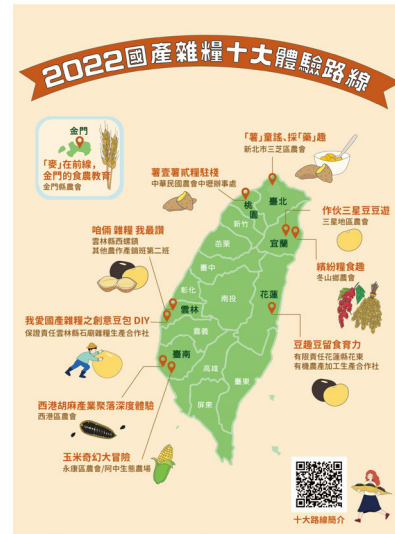 2022國產雜糧十大體驗路線
金門
「麥」在前線，
金門的食農教育
金門縣農會
「薯」童謠、採「藥」趣
新北市三芝區農會
薯壹薯貳糧駐棧
中華民國農會中壢辦事處
臺北
桃園
新竹
作伙三星豆豆遊
三星地區農會
宜蘭
苗栗
咱倆 雜糧 我最讚
雲林縣西螺鎮
其他農作產銷班第二班
臺中
繽紛糧食趣
冬山鄉農會
彰化
南投
花蓮
雲林
我愛國產雜糧之創意豆包 DIY
保證責任雲林縣石廟雜糧生產合作社
嘉義
豆趣豆留食育力
有限責任花蓮縣花東
有機農產加工生產合作社
臺南
高雄
臺東
西港胡麻產業聚落深度體驗
西港區農會
屏東
玉米奇幻大冒險
永康區農會/阿中生態農場
十大路線簡介